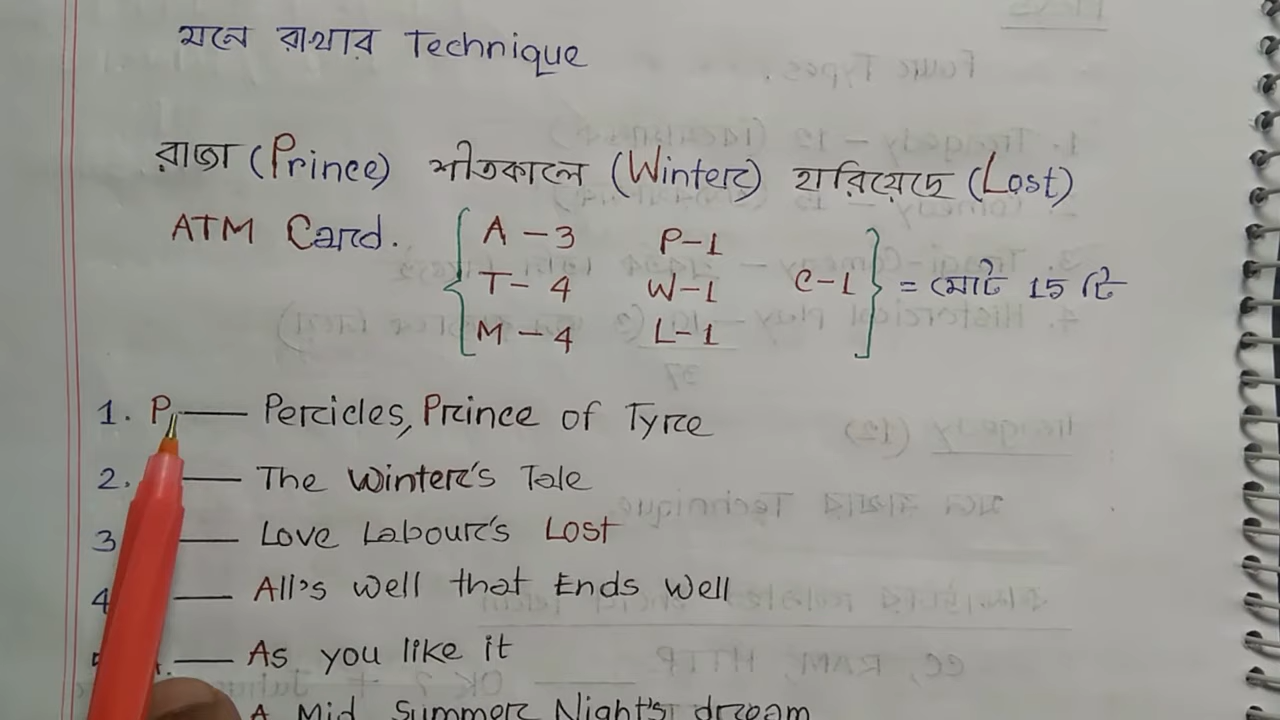 মনে রাখার Technique
রাজা (Prince) শীতকালে (Winter) হারিয়েছে (Lost)
ATM Card. { A - 3 P-1
T - 4 W-1 C-1 } = মোট 15 টি
M - 4 L-1
1. P — Pericles, Prince of Tyre
2. — The Winter's Tale
3 — Love Labour's Lost
4 — All's well that Ends Well
— As you like it
A Mid Summer Night's dream